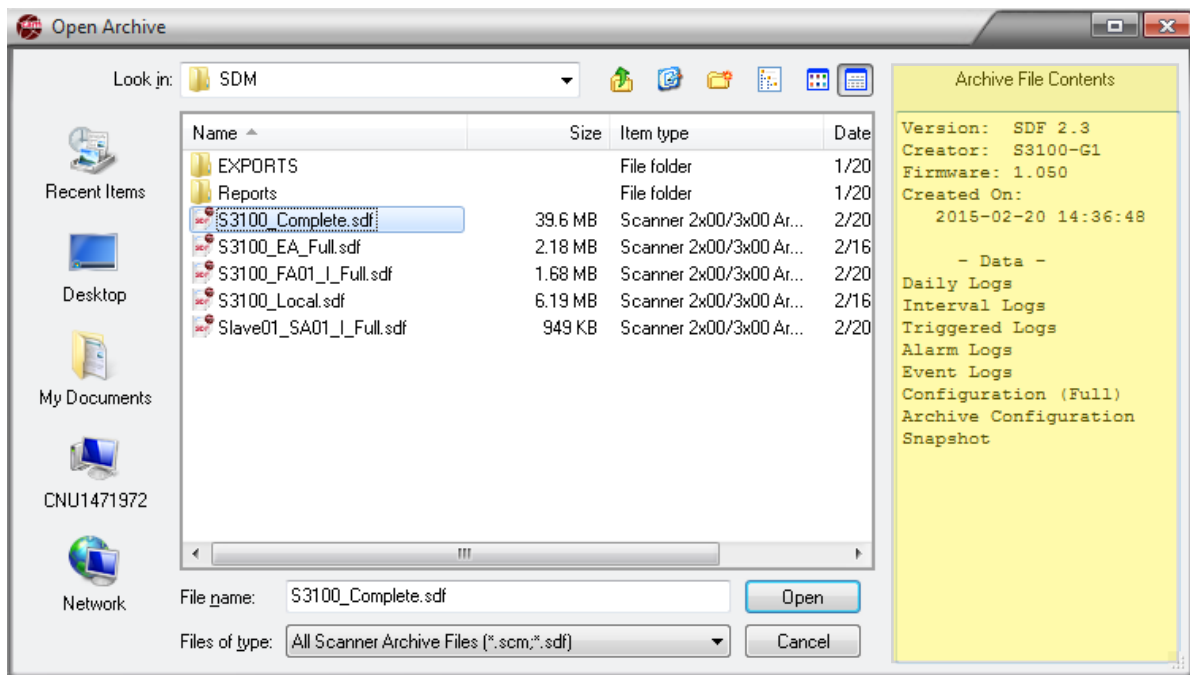 Open Archive
Look in: SDM
Recent Items
Desktop
My Documents
CNU1471972
Network
Name Size Item type Date
EXPORTS File folder 1/20
Reports File folder 1/20
S3100_Complete.sdf 39.6 MB Scanner 2x00/3x00 Ar... 2/20
S3100_EA_Full.sdf 2.18 MB Scanner 2x00/3x00 Ar... 2/16
S3100_FA01_I_Full.sdf 1.68 MB Scanner 2x00/3x00 Ar... 2/20
S3100_Local.sdf 6.19 MB Scanner 2x00/3x00 Ar... 2/16
Slave01_SA01_I_Full.sdf 949 KB Scanner 2x00/3x00 Ar... 2/20
File name: S3100_Complete.sdf Open
Files of type: All Scanner Archive Files (*.scm;*.sdf) Cancel
Archive File Contents
Version: SDF 2.3
Creator: S3100-G1
Firmware: 1.050
Created On:
2015-02-20 14:36:48
- Data -
Daily Logs
Interval Logs
Triggered Logs
Alarm Logs
Event Logs
Configuration (Full)
Archive Configuration
Snapshot